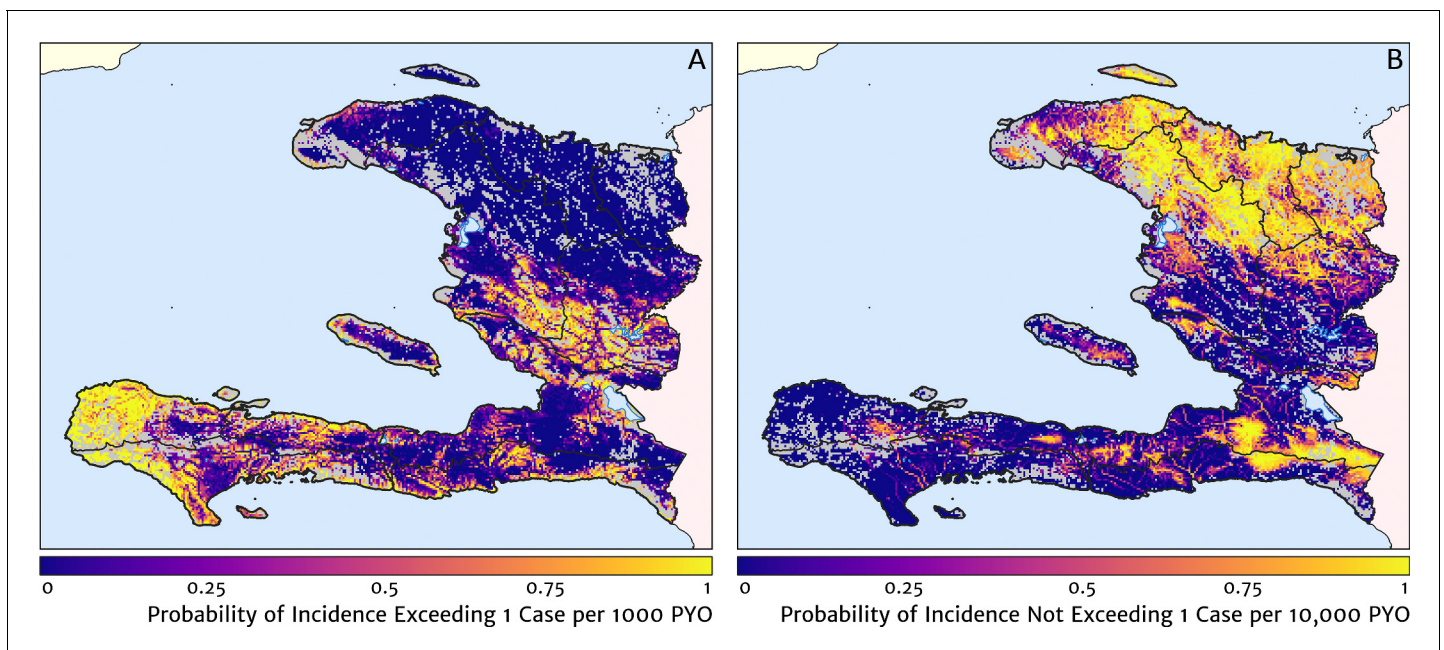 A
B
0 0.25 0.5 0.75 1
Probability of Incidence Exceeding 1 Case per 1000 PYO
0 0.25 0.5 0.75 1
Probability of Incidence Not Exceeding 1 Case per 10,000 PYO